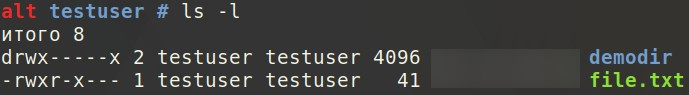 alt testuser # ls -l
итого 8
drwx-----x 2 testuser testuser 4096 demodir
-rwxr-x--- 1 testuser testuser 41 file.txt